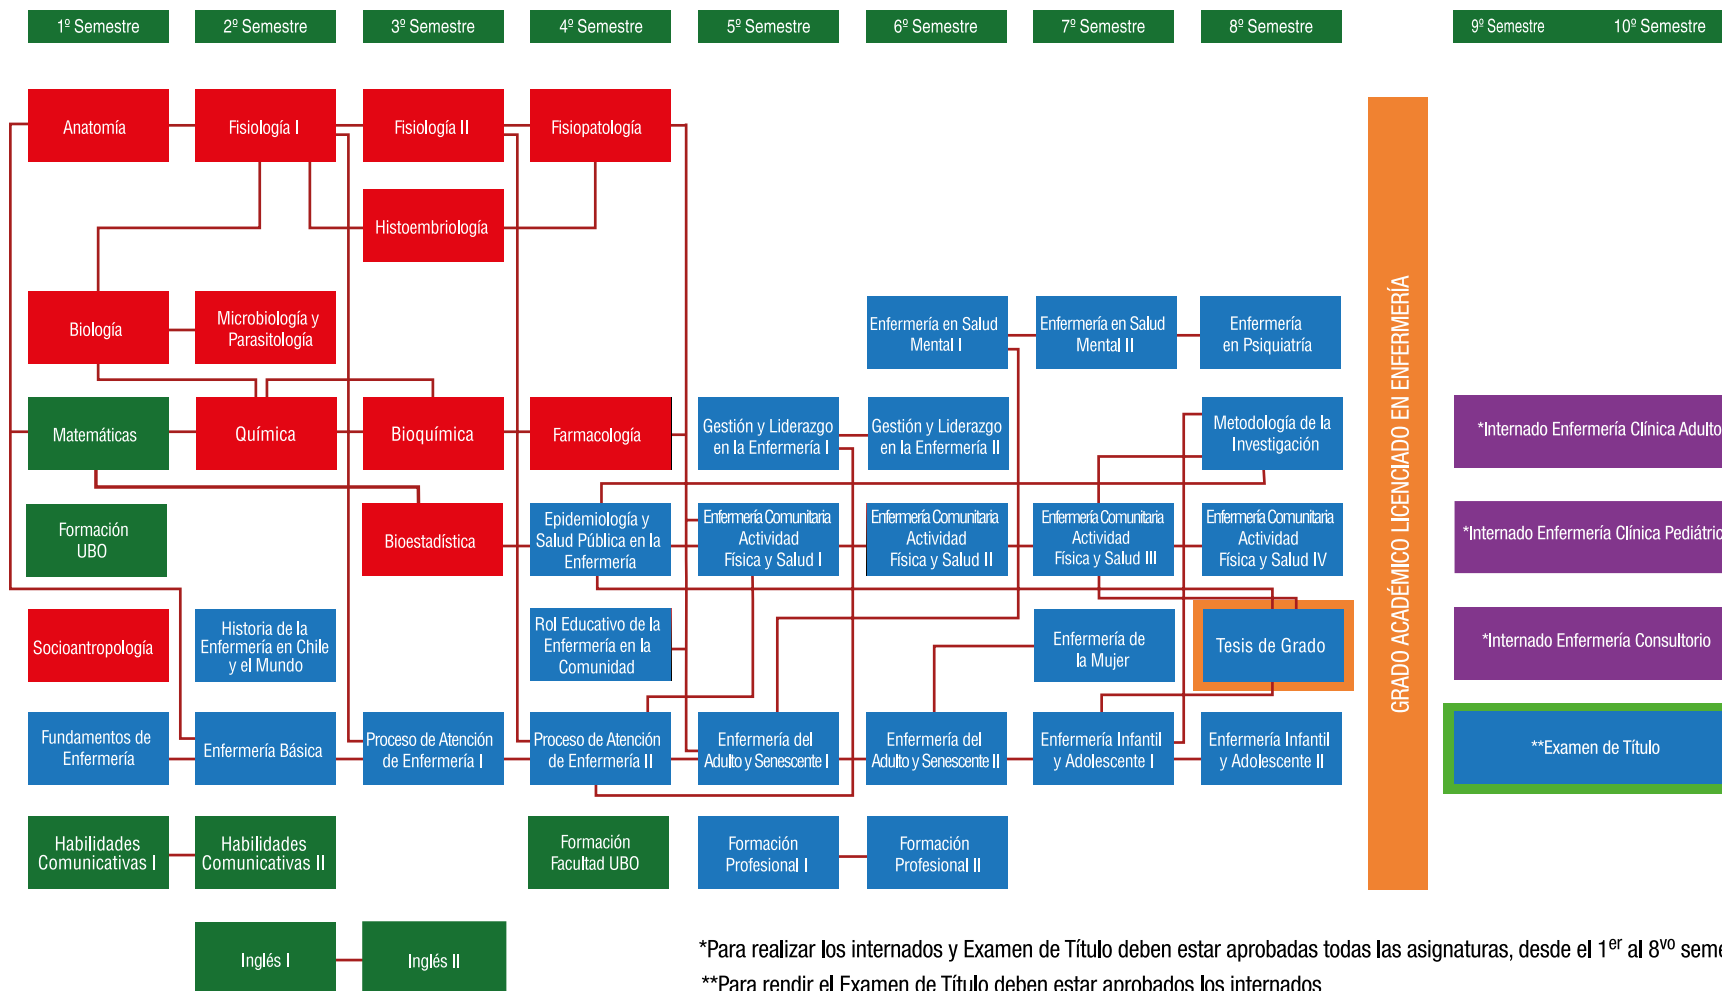 1º Semestre
2º Semestre
3º Semestre
4º Semestre
5º Semestre
6º Semestre
7º Semestre
8º Semestre
9º Semestre
10º Semestre
Anatomía
Fisiología I
Fisiología II
Fisiopatología
Histoembriología
Biología
Microbiología y
Parasitología
Enfermería en Salud
Mental I
Enfermería en Salud
Mental II
Enfermería
en Psiquiatría
Matemáticas
Química
Bioquímica
Farmacología
Gestión y Liderazgo
en la Enfermería I
Gestión y Liderazgo
en la Enfermería II
Metodología de la
Investigación
*Internado Enfermería Clínica Adulto
Formación
UBO
Bioestadística
Epidemiología y
Salud Pública en la
Enfermería
Enfermería Comunitaria
Actividad
Física y Salud I
Enfermería Comunitaria
Actividad
Física y Salud II
Enfermería Comunitaria
Actividad
Física y Salud III
Enfermería Comunitaria
Actividad
Física y Salud IV
*Internado Enfermería Clínica Pediátric
Socioantropología
Historia de la
Enfermería en Chile
y el Mundo
Rol Educativo de la
Enfermería en la
Comunidad
Enfermería de
la Mujer
Tesis de Grado
*Internado Enfermería Consultorio
Fundamentos de
Enfermería
Enfermería Básica
Proceso de Atención
de Enfermería I
Proceso de Atención
de Enfermería II
Enfermería del
Adulto y Senescente I
Enfermería del
Adulto y Senescente II
Enfermería Infantil
y Adolescente I
Enfermería Infantil
y Adolescente II
**Examen de Título
Habilidades
Comunicativas I
Habilidades
Comunicativas II
Formación
Facultad UBO
Formación
Profesional I
Formación
Profesional II
Inglés I
Inglés II
GRADO ACADÉMICO LICENCIADO EN ENFERMERÍA
*Para realizar los internados y Examen de Título deben estar aprobadas todas las asignaturas, desde el 1er al 8vo seme
**Para rendir el Examen de Título deben estar aprobados los internados